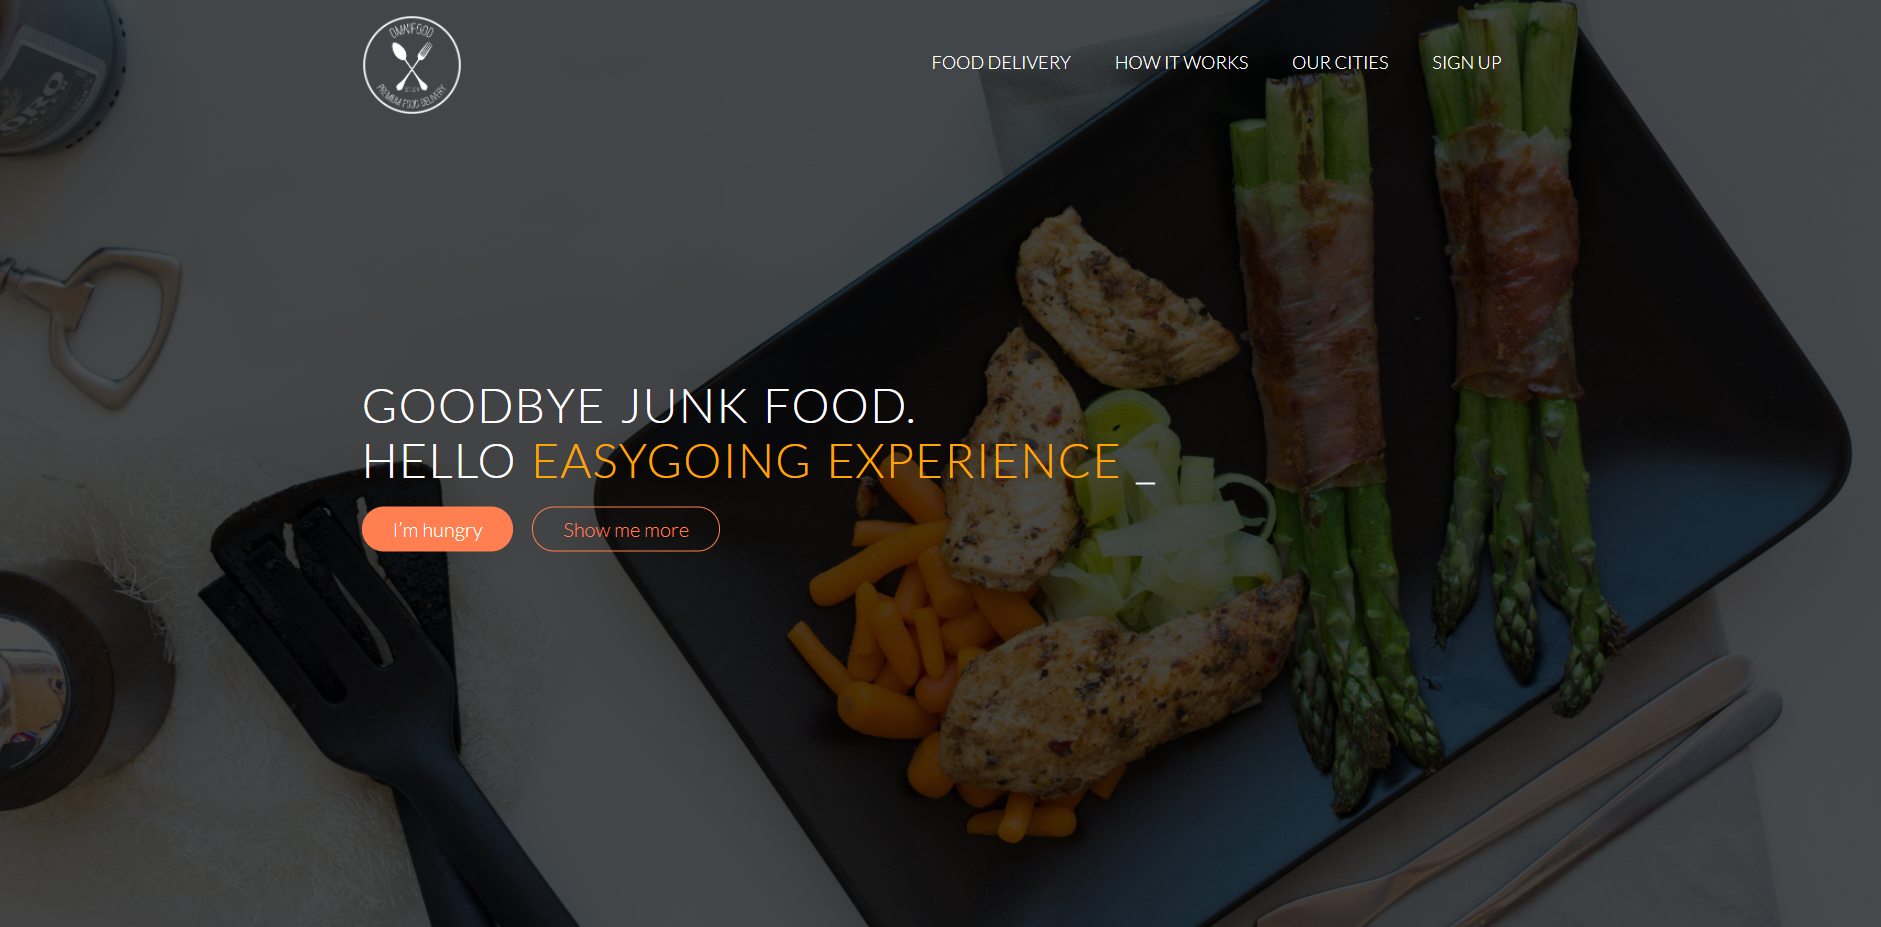 OMNIFOOD
PREMIUM FOOD DELIVERY
FOOD DELIVERY
HOW IT WORKS
OUR CITIES
SIGN UP
GOODBYE JUNK FOOD.
HELLO EASYGOING EXPERIENCE _
I'm hungry
Show me more